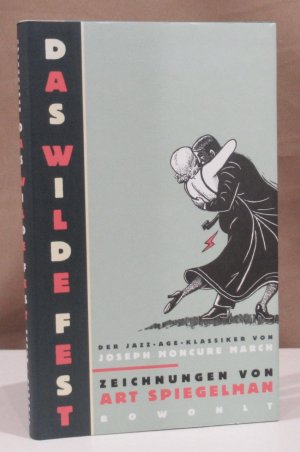 DAS WILDE FEST
DER JAZZ-AGE-KLASSIKER VON
JOSEPH MONCURE MARCH
ZEICHNUNGEN VON
ART SPIEGELMAN
ROWOHLT